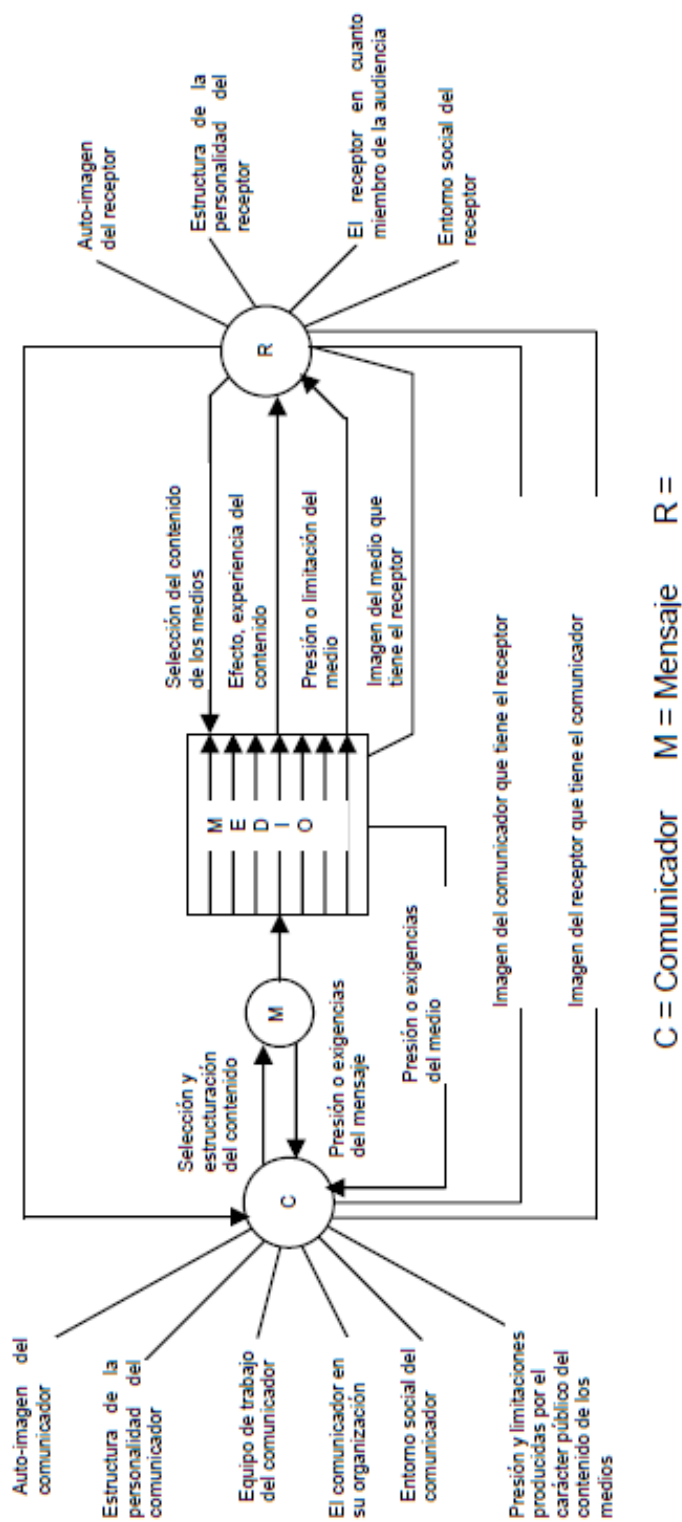 Auto-imagen del
comunicador
Estructura de la
personalidad del
comunicador
Equipo de trabajo
del comunicador
El comunicador en
su organización
Entorno social del
comunicador
Presión y limitaciones
producidas por el
carácter público del
contenido de los
medios
C
Selección y
estructuración
del contenido
Presión o exigencias
del mensaje
M
Presión o exigencias
del medio
M
E
D
I
O
Selección del contenido
de los medios
Efecto, experiencia del
contenido
Presión o limitación del
medio
Imagen del medio que
tiene el receptor
R
Auto-imagen
del receptor
Estructura de la
personalidad del
receptor
El receptor en cuanto
miembro de la audiencia
Entorno social del
receptor
Imagen del comunicador que tiene el receptor
Imagen del receptor que tiene el comunicador
C = Comunicador M = Mensaje R =